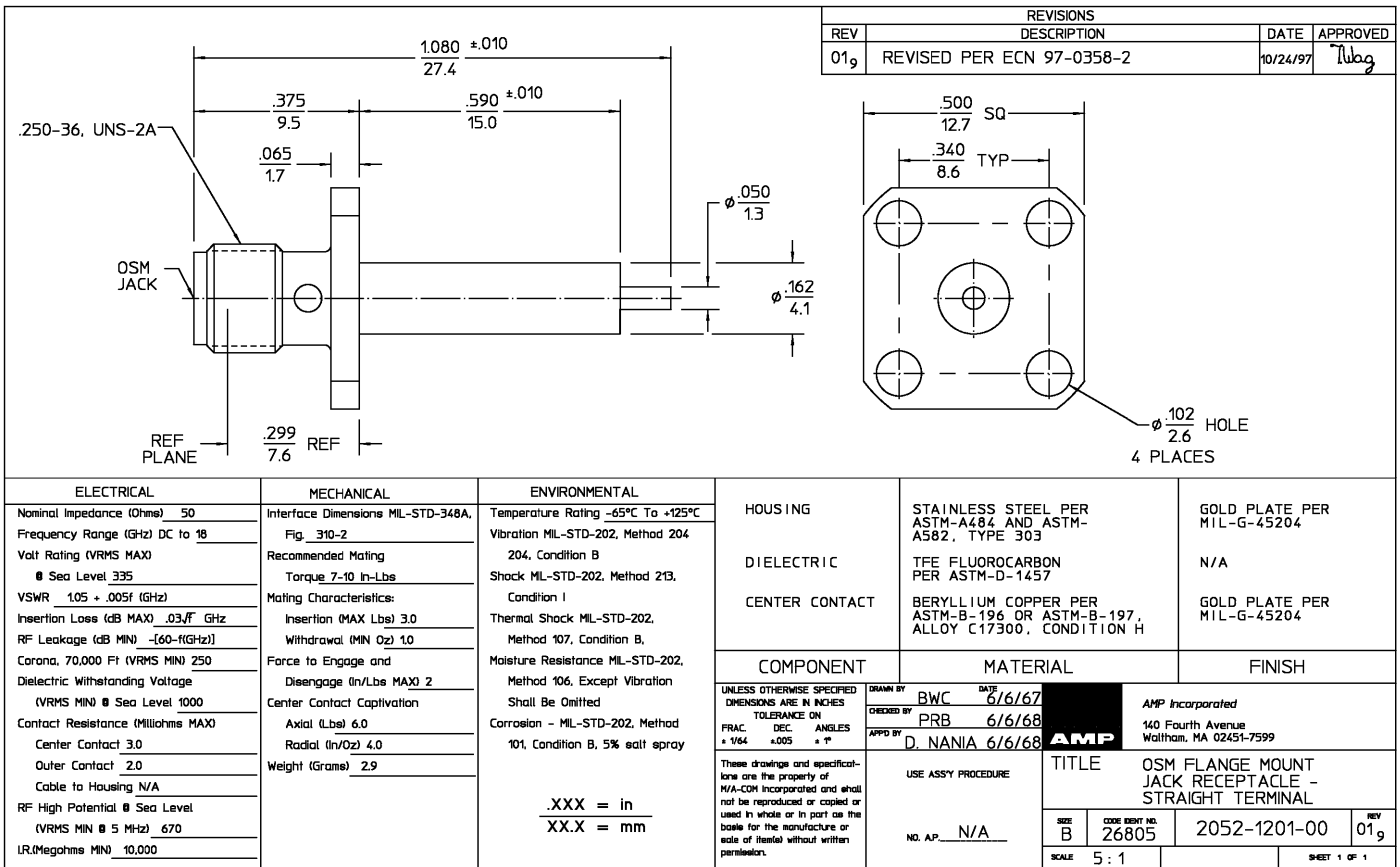 REVISIONS
REV DESCRIPTION DATE APPROVED
01₉ REVISED PER ECN 97-0358-2 10/24/97
1.080 ±.010
27.4
.375
9.5
.590 ±.010
15.0
.250-36, UNS-2A
.065
1.7
ø .050
1.3
OSM
JACK
ø .162
4.1
REF
PLANE
.299 REF
7.6
.500 SQ
12.7
.340 TYP
8.6
ø .102 HOLE
2.6
4 PLACES
ELECTRICAL
Nominal Impedance (Ohms) 50
Frequency Range (GHz) DC to 18
Volt Rating (VRMS MAX)
@ Sea Level 335
VSWR 1.05 + .005f (GHz)
Insertion Loss (dB MAX) .03√f GHz
RF Leakage (dB MIN) -[60-f(GHz)]
Corona, 70,000 Ft (VRMS MIN) 250
Dielectric Withstanding Voltage
(VRMS MIN) @ Sea Level 1000
Contact Resistance (Milliohms MAX)
Center Contact 3.0
Outer Contact 2.0
Cable to Housing N/A
RF High Potential @ Sea Level
(VRMS MIN @ 5 MHz) 670
I.R.(Megohms MIN) 10,000
MECHANICAL
Interface Dimensions MIL-STD-348A,
Fig. 310-2
Recommended Mating
Torque 7-10 In-Lbs
Mating Characteristics:
Insertion (MAX Lbs) 3.0
Withdrawal (MIN Oz) 1.0
Force to Engage and
Disengage (In/Lbs MAX) 2
Center Contact Captivation
Axial (Lbs) 6.0
Radial (In/Oz) 4.0
Weight (Grams) 2.9
ENVIRONMENTAL
Temperature Rating -65°C To +125°C
Vibration MIL-STD-202, Method 204
204, Condition B
Shock MIL-STD-202, Method 213,
Condition I
Thermal Shock MIL-STD-202,
Method 107, Condition B,
Moisture Resistance MIL-STD-202,
Method 106, Except Vibration
Shall Be Omitted
Corrosion - MIL-STD-202, Method
101, Condition B, 5% salt spray
.XXX = in
XX.X = mm
HOUSING
STAINLESS STEEL PER
ASTM-A484 AND ASTM-
A582, TYPE 303
GOLD PLATE PER
MIL-G-45204
DIELECTRIC
TFE FLUOROCARBON
PER ASTM-D-1457
N/A
CENTER CONTACT
BERYLLIUM COPPER PER
ASTM-B-196 OR ASTM-B-197,
ALLOY C17300, CONDITION H
GOLD PLATE PER
MIL-G-45204
COMPONENT MATERIAL FINISH
UNLESS OTHERWISE SPECIFIED
DIMENSIONS ARE IN INCHES
TOLERANCE ON
FRAC. DEC. ANGLES
± 1/64 ±.005 ± 1°
These drawings and specificat-
ions are the property of
M/A-COM Incorporated and shall
not be reproduced or copied or
used in whole or in part as the
basis for the manufacture or
sale of item(s) without written
permission.
DRAWN BY BWC DATE 6/6/67
CHECKED BY PRB 6/6/68
APP'D BY D. NANIA 6/6/68
USE ASS'Y PROCEDURE
NO. A.P. N/A
AMP
AMP Incorporated
140 Fourth Avenue
Waltham, MA 02451-7599
TITLE OSM FLANGE MOUNT
JACK RECEPTACLE -
STRAIGHT TERMINAL
SIZE CODE IDENT NO. REV
B 26805 2052-1201-00 01₉
SCALE 5:1 SHEET 1 OF 1